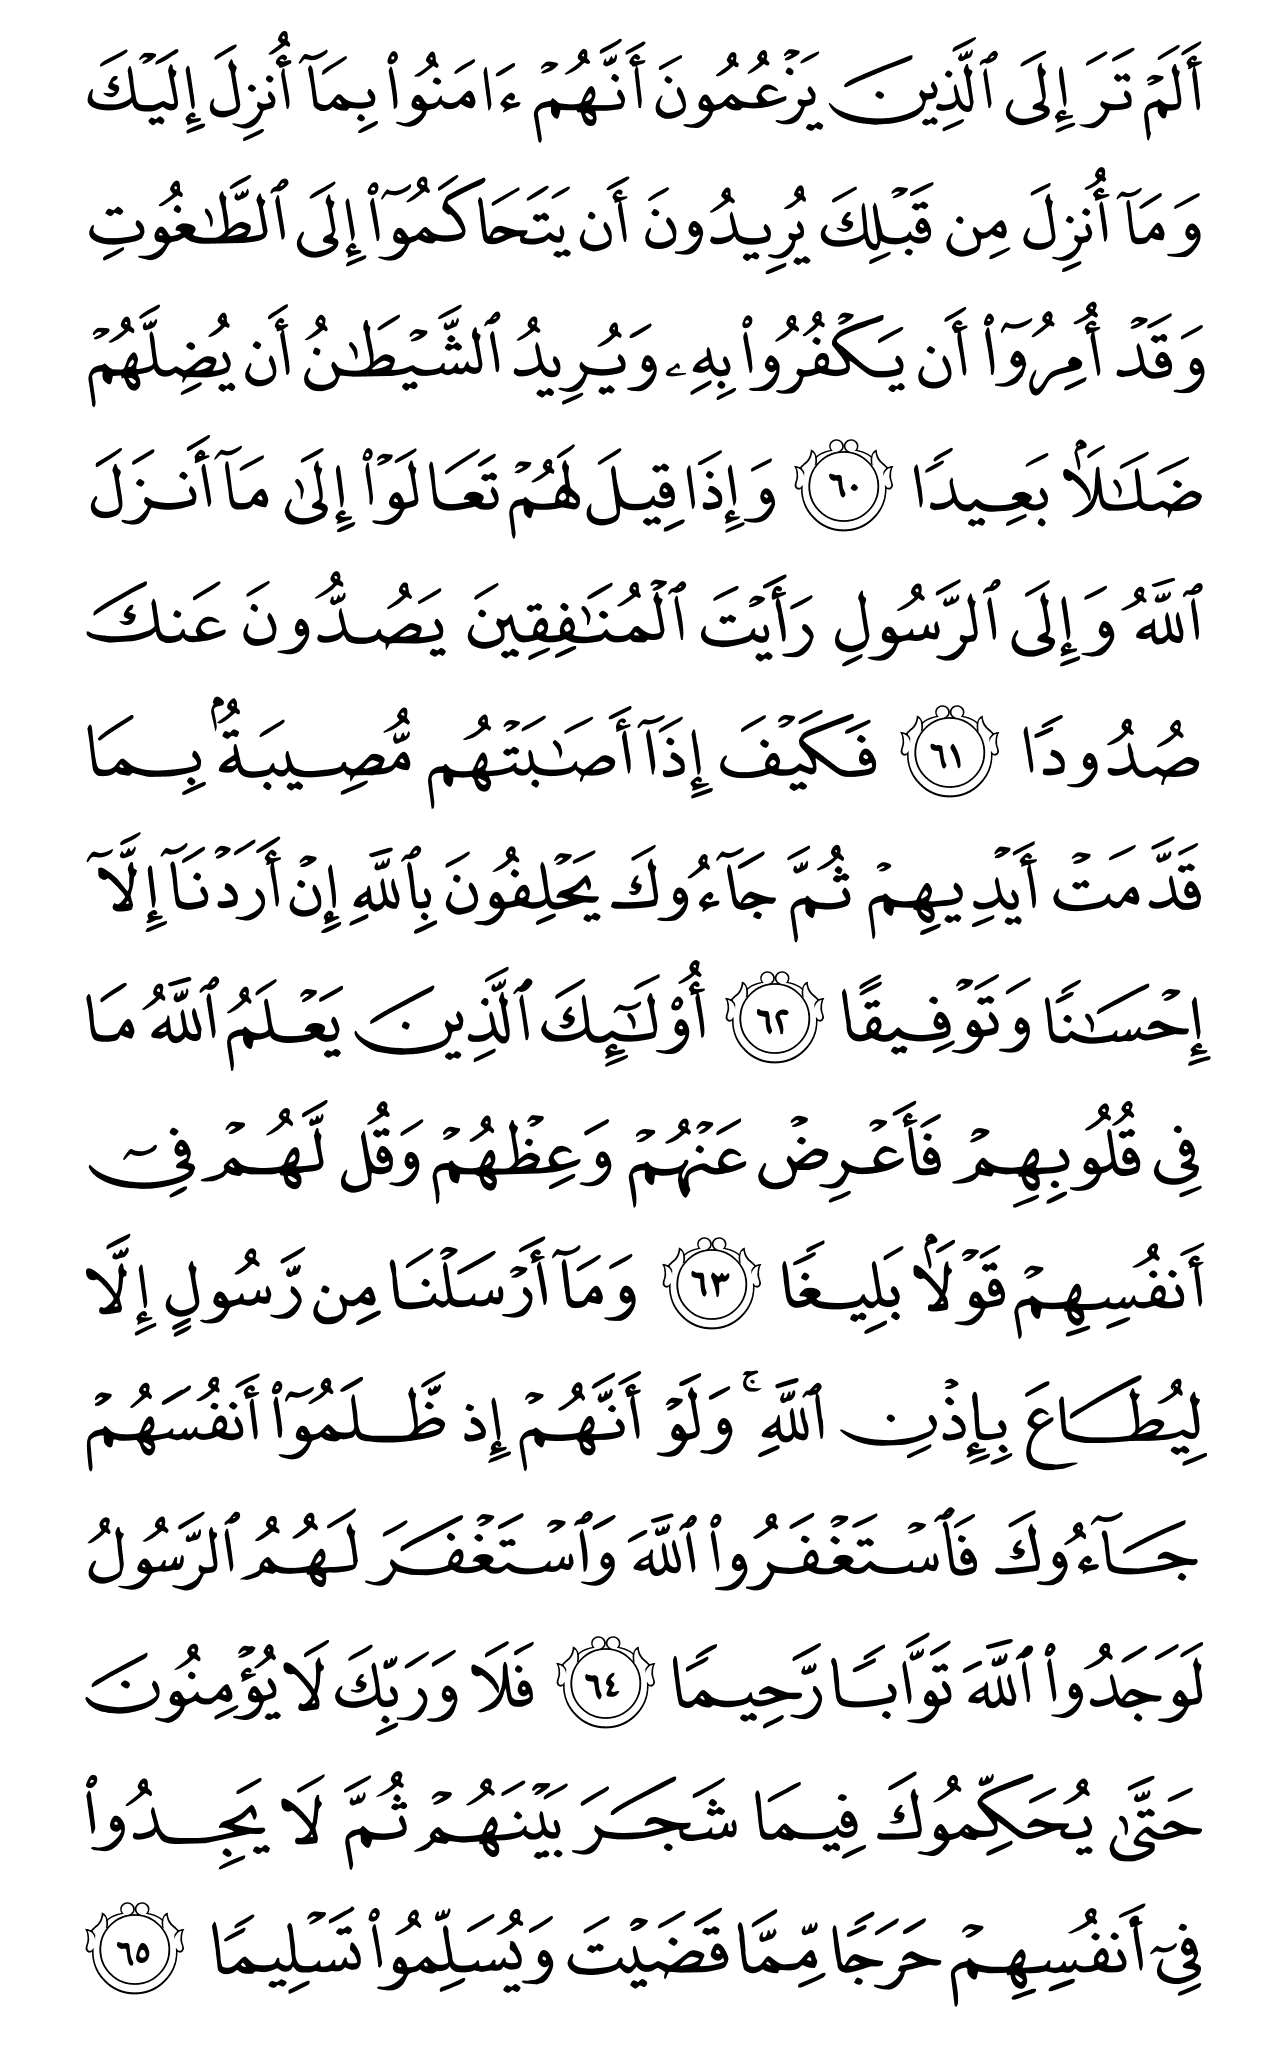 أَلَمۡ تَرَ إِلَى ٱلَّذِينَ يَزۡعُمُونَ أَنَّهُمۡ ءَامَنُواْ بِمَآ أُنزِلَ إِلَيۡكَ
وَمَآ أُنزِلَ مِن قَبۡلِكَ يُرِيدُونَ أَن يَتَحَاكَمُوٓاْ إِلَى ٱلطَّٰغُوتِ
وَقَدۡ أُمِرُوٓاْ أَن يَكۡفُرُواْ بِهِۦ وَيُرِيدُ ٱلشَّيۡطَٰنُ أَن يُضِلَّهُمۡ
ضَلَٰلَۢا بَعِيدٗا ٦٠ وَإِذَا قِيلَ لَهُمۡ تَعَالَوۡاْ إِلَىٰ مَآ أَنزَلَ
ٱللَّهُ وَإِلَى ٱلرَّسُولِ رَأَيۡتَ ٱلۡمُنَٰفِقِينَ يَصُدُّونَ عَنكَ
صُدُودٗا ٦١ فَكَيۡفَ إِذَآ أَصَٰبَتۡهُم مُّصِيبَةُۢ بِمَا
قَدَّمَتۡ أَيۡدِيهِمۡ ثُمَّ جَآءُوكَ يَحۡلِفُونَ بِٱللَّهِ إِنۡ أَرَدۡنَآ إِلَّآ
إِحۡسَٰنٗا وَتَوۡفِيقًا ٦٢ أُوْلَٰٓئِكَ ٱلَّذِينَ يَعۡلَمُ ٱللَّهُ مَا
فِي قُلُوبِهِمۡ فَأَعۡرِضۡ عَنۡهُمۡ وَعِظۡهُمۡ وَقُل لَّهُمۡ فِيٓ
أَنفُسِهِمۡ قَوۡلَۢا بَلِيغٗا ٦٣ وَمَآ أَرۡسَلۡنَا مِن رَّسُولٍ إِلَّا
لِيُطَاعَ بِإِذۡنِ ٱللَّهِۚ وَلَوۡ أَنَّهُمۡ إِذ ظَّلَمُوٓاْ أَنفُسَهُمۡ
جَآءُوكَ فَٱسۡتَغۡفَرُواْ ٱللَّهَ وَٱسۡتَغۡفَرَ لَهُمُ ٱلرَّسُولُ
لَوَجَدُواْ ٱللَّهَ تَوَّابٗا رَّحِيمٗا ٦٤ فَلَا وَرَبِّكَ لَا يُؤۡمِنُونَ
حَتَّىٰ يُحَكِّمُوكَ فِيمَا شَجَرَ بَيۡنَهُمۡ ثُمَّ لَا يَجِدُواْ
فِيٓ أَنفُسِهِمۡ حَرَجٗا مِّمَّا قَضَيۡتَ وَيُسَلِّمُواْ تَسۡلِيمٗا ٦٥